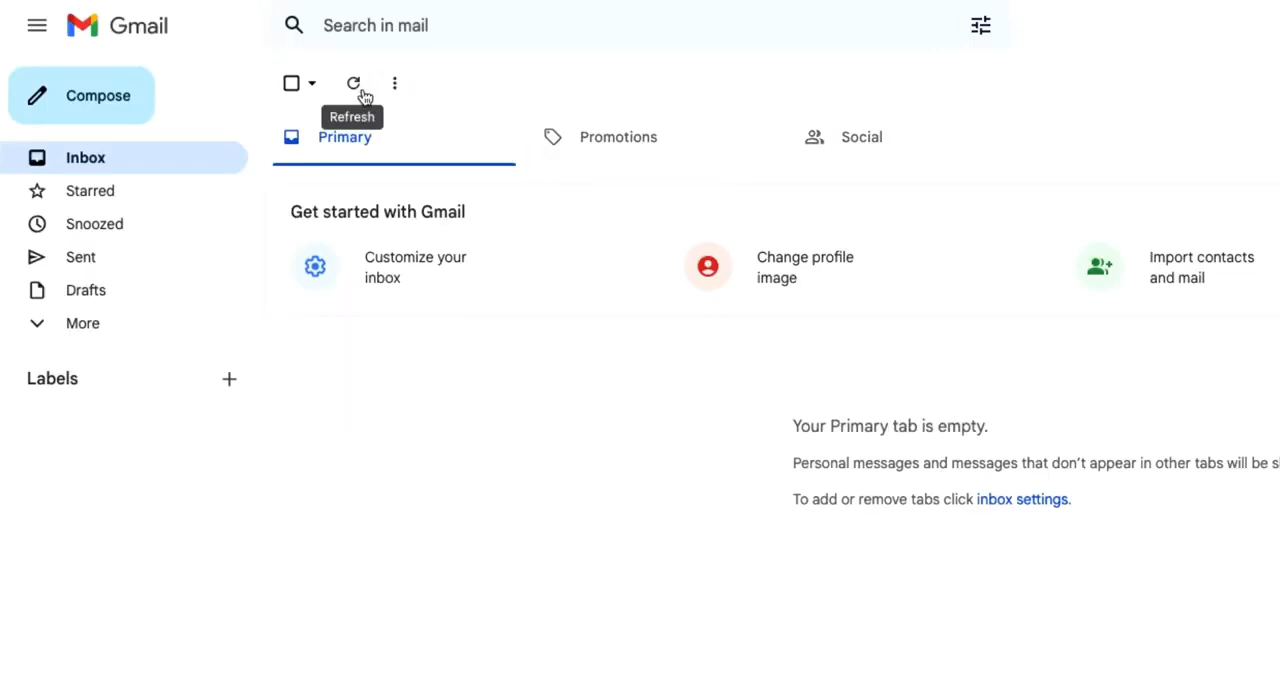 Gmail
Search in mail
Compose
Refresh
Primary
Promotions
Social
Inbox
Starred
Snoozed
Sent
Drafts
More
Labels
Get started with Gmail
Customize your
inbox
Change profile
image
Import contacts
and mail
Your Primary tab is empty.
Personal messages and messages that don't appear in other tabs will be
To add or remove tabs click inbox settings.